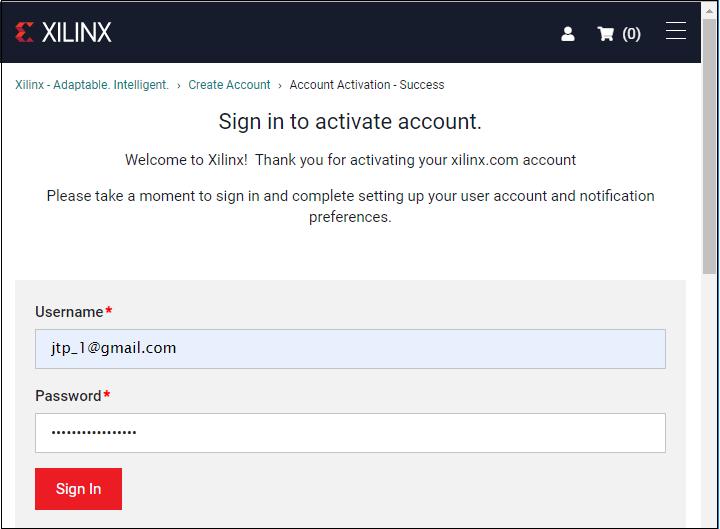 XILINX (0)
Xilinx - Adaptable. Intelligent. › Create Account › Account Activation - Success
Sign in to activate account.
Welcome to Xilinx! Thank you for activating your xilinx.com account
Please take a moment to sign in and complete setting up your user account and notification
preferences.
Username*
jtp_1@gmail.com
Password*
•••••••••••••••••
Sign In